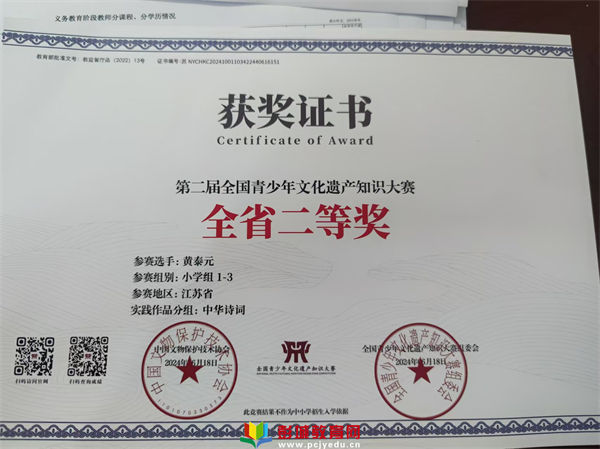 义务教育阶段教师分课程、分学历情况
证书编号:苏 NYCHKC20241001103422440616151
获奖证书
Certificate of Award
第二届全国青少年文化遗产知识大赛
全省二等奖
参赛选手: 黄泰元
参赛组别: 小学组 1-3
参赛地区: 江苏省
实践作品分组: 中华诗词
中国文物保护技术协会
2024年6月18日
全国青少年文化遗产知识大赛
全国青少年文化遗产知识大赛组委会
2024年6月18日
扫码访问官网
扫码查询成绩
此竞赛结果不作为中小学招生入学依据
www.pcjyedu.cn